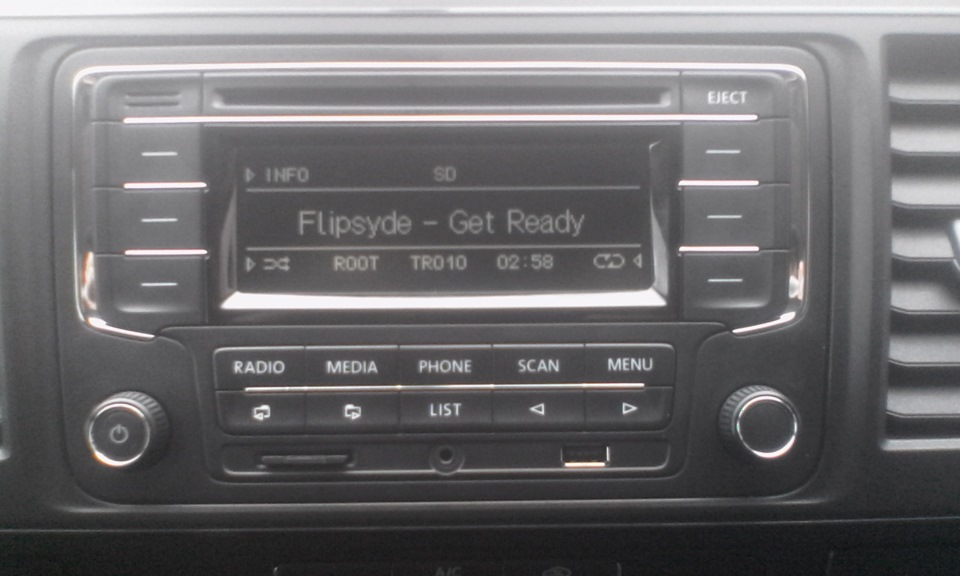 EJECT
INFO SD
Flipsyde - Get Ready
ROOT TR010 02:58
RADIO MEDIA PHONE SCAN MENU
LIST
A/C